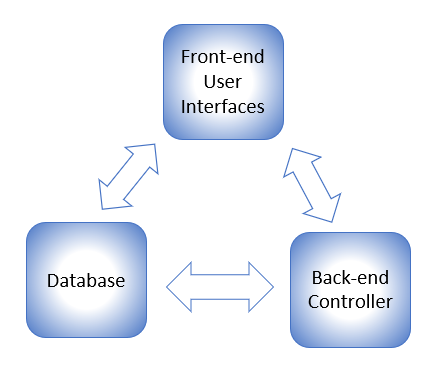 Front-end
User
Interfaces
Database
Back-end
Controller